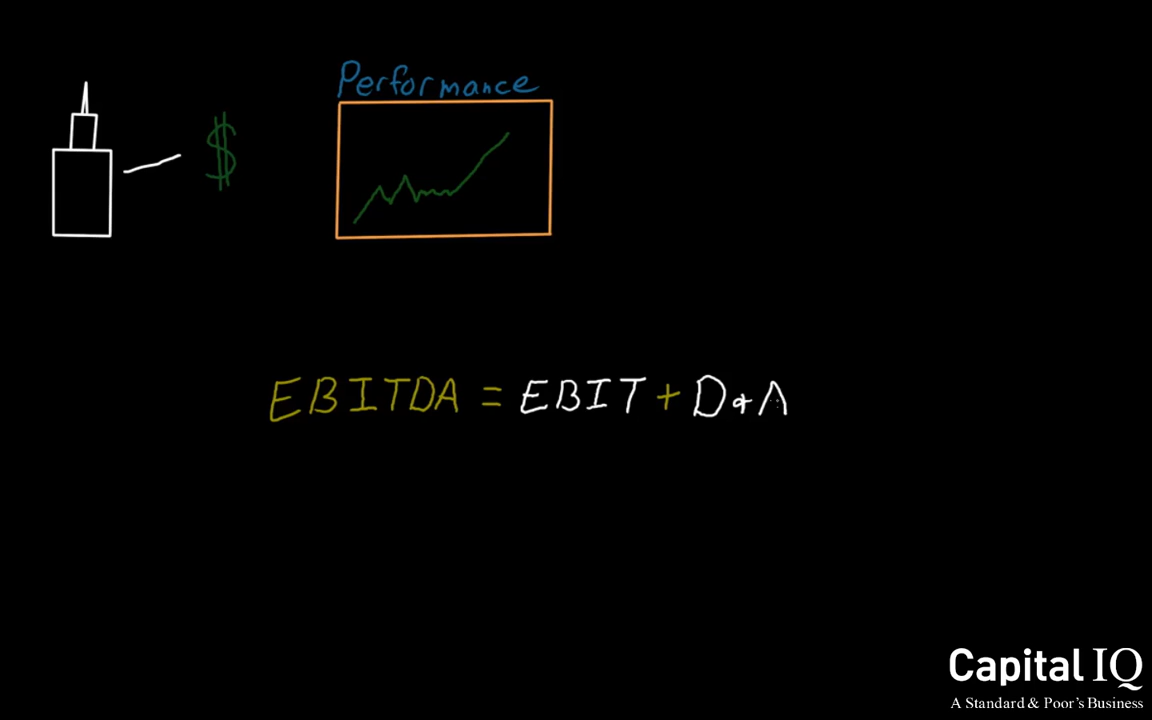 $
Performance
EBITDA = EBIT + D+A
Capital IQ
A Standard & Poor's Business